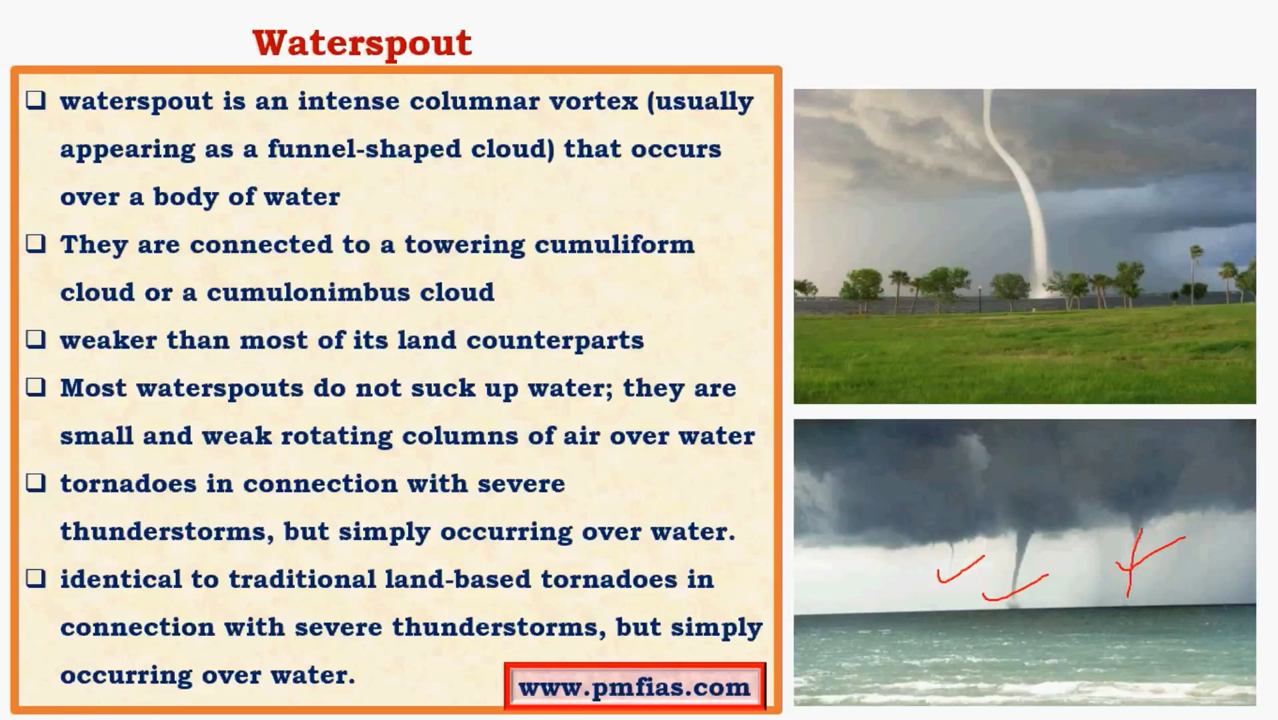 Waterspout
❑ waterspout is an intense columnar vortex (usually
appearing as a funnel-shaped cloud) that occurs
over a body of water
❑ They are connected to a towering cumuliform
cloud or a cumulonimbus cloud
❑ weaker than most of its land counterparts
❑ Most waterspouts do not suck up water; they are
small and weak rotating columns of air over water
❑ tornadoes in connection with severe
thunderstorms, but simply occurring over water.
❑ identical to traditional land-based tornadoes in
connection with severe thunderstorms, but simply
occurring over water.
www.pmfias.com